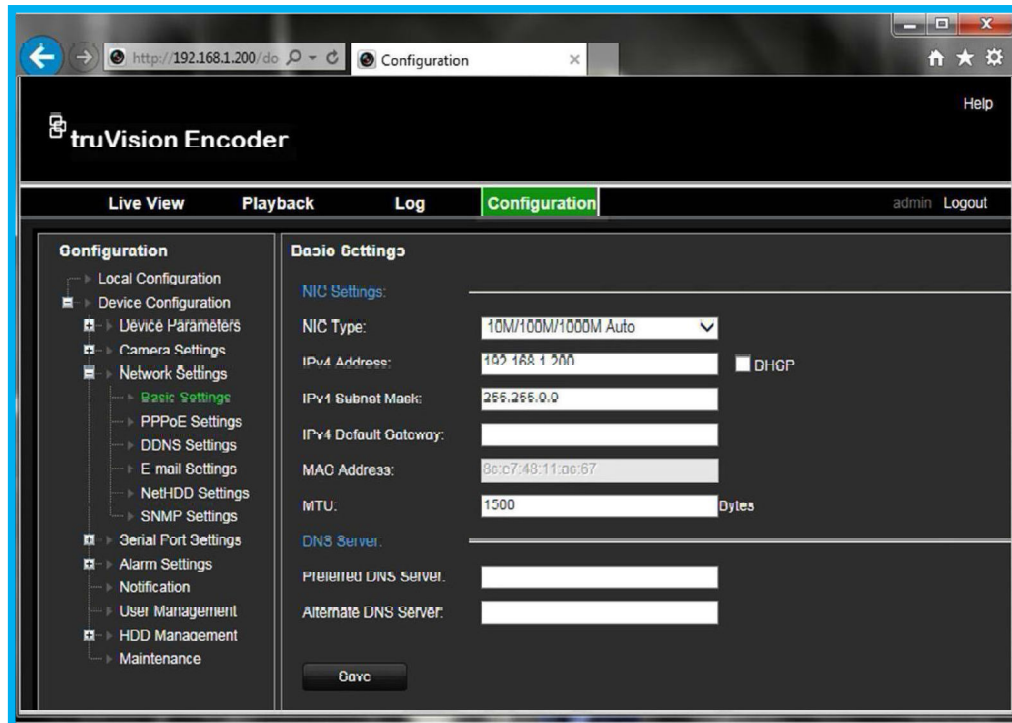 http://192.168.1.200/do
Configuration
Help
truVision Encoder
Live View Playback Log Configuration admin Logout
Configuration
Local Configuration
Device Configuration
Device Parameters
Camera Settings
Network Settings
Basic Settings
PPPoE Settings
DDNS Settings
E mail Settings
NetHDD Settings
SNMP Settings
Serial Port Settings
Alarm Settings
Notification
User Management
HDD Management
Maintenance
Basic Settings
NIC Settings:
NIC Type: 10M/100M/1000M Auto
IPv4 Address: 192.168.1.200 DHCP
IPv4 Subnet Mask: 255.255.0.0
IPv4 Default Gateway:
MAC Address:
MTU: 1500 Bytes
DNS Server:
Preferred DNS Server:
Alternate DNS Server:
Save